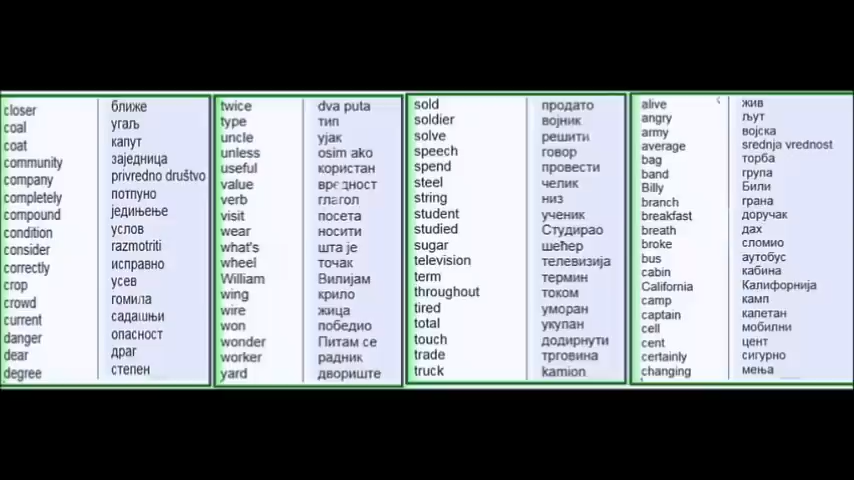 closer ближе
coal угаљ
coat капут
community заједница
company privredno društvo
completely потпуно
compound једињење
condition услов
consider razmotriti
correctly исправно
crop усев
crowd гомила
current садашњи
danger опасност
dear драг
degree степен
twice dva puta
type тип
uncle ујак
unless osim ako
useful користан
value вредност
verb глагол
visit посета
wear носити
what's шта је
wheel точак
William Вилијам
wing крило
wire жица
won победио
wonder Питам се
worker радник
yard двориште
sold продато
soldier војник
solve решити
speech говор
spend провести
steel челик
string низ
student ученик
studied Студирао
sugar шећер
television телевизија
term термин
throughout током
tired уморан
total укупан
touch додирнути
trade трговина
truck kamion
alive жив
angry љут
army војска
average srednja vrednost
bag торба
band група
Billy Били
branch грана
breakfast доручак
breath дах
broke сломио
bus аутобус
cabin кабина
California Калифорнија
camp камп
captain капетан
cell мобилни
cent цент
certainly сигурно
changing мења